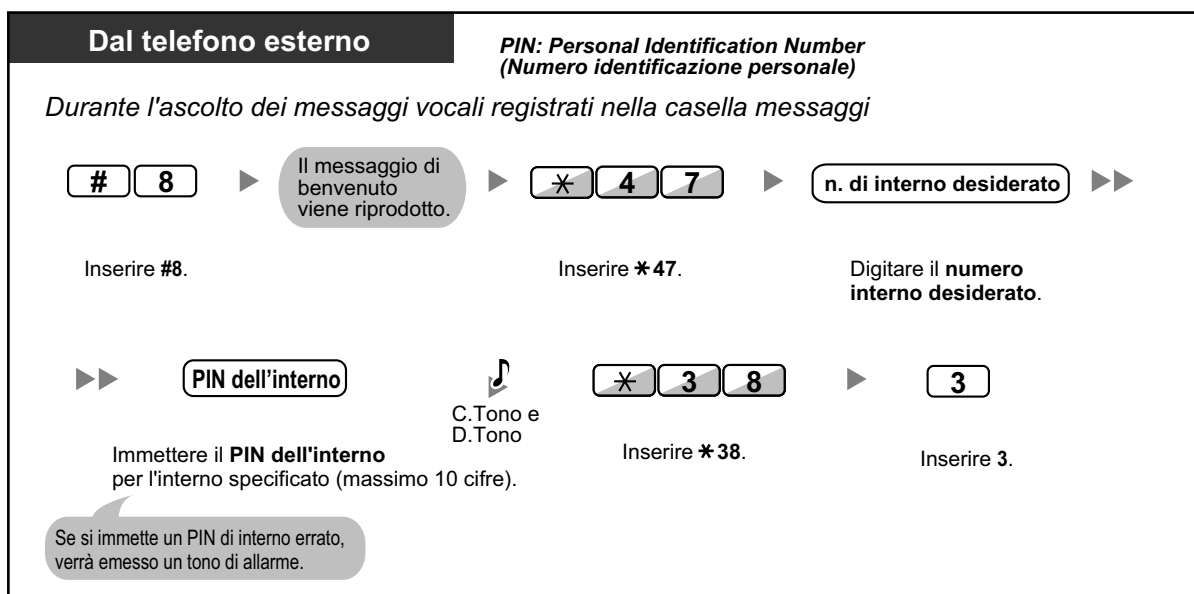 Dal telefono esterno
PIN: Personal Identification Number
(Numero identificazione personale)
Durante l'ascolto dei messaggi vocali registrati nella casella messaggi
# 8
Il messaggio di
benvenuto
viene riprodotto.
* 4 7
n. di interno desiderato
Inserire #8.
Inserire *47.
Digitare il numero
interno desiderato.
PIN dell’interno
C.Tono e
D.Tono
* 3 8
3
Immettere il PIN dell'interno
per l'interno specificato (massimo 10 cifre).
Inserire *38.
Inserire 3.
Se si immette un PIN di interno errato,
verrà emesso un tono di allarme.